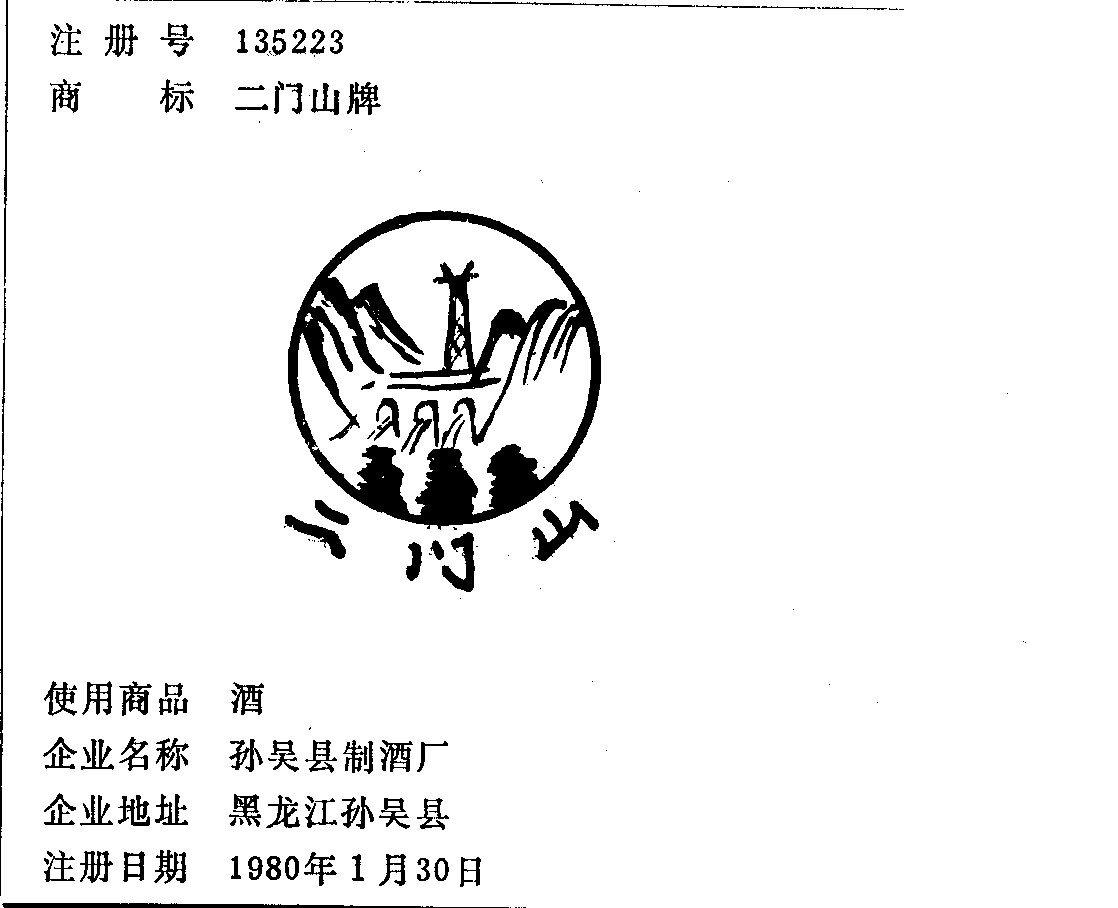 注册号 135223
商标 二门山牌
二门山
使用商品 酒
企业名称 孙吴县制酒厂
企业地址 黑龙江孙吴县
注册日期 1980年1月30日